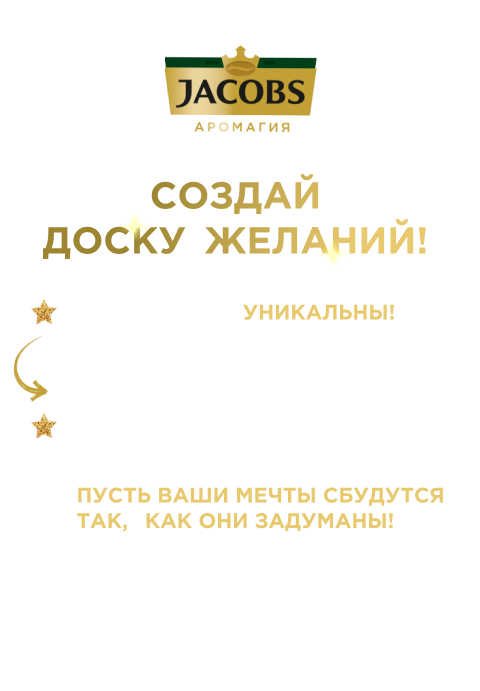 JACOBS
АРОМАГИЯ
СОЗДАЙ
ДОСКУ ЖЕЛАНИЙ!
УНИКАЛЬНЫ!
ПУСТЬ ВАШИ МЕЧТЫ СБУДУТСЯ
ТАК, КАК ОНИ ЗАДУМАНЫ!